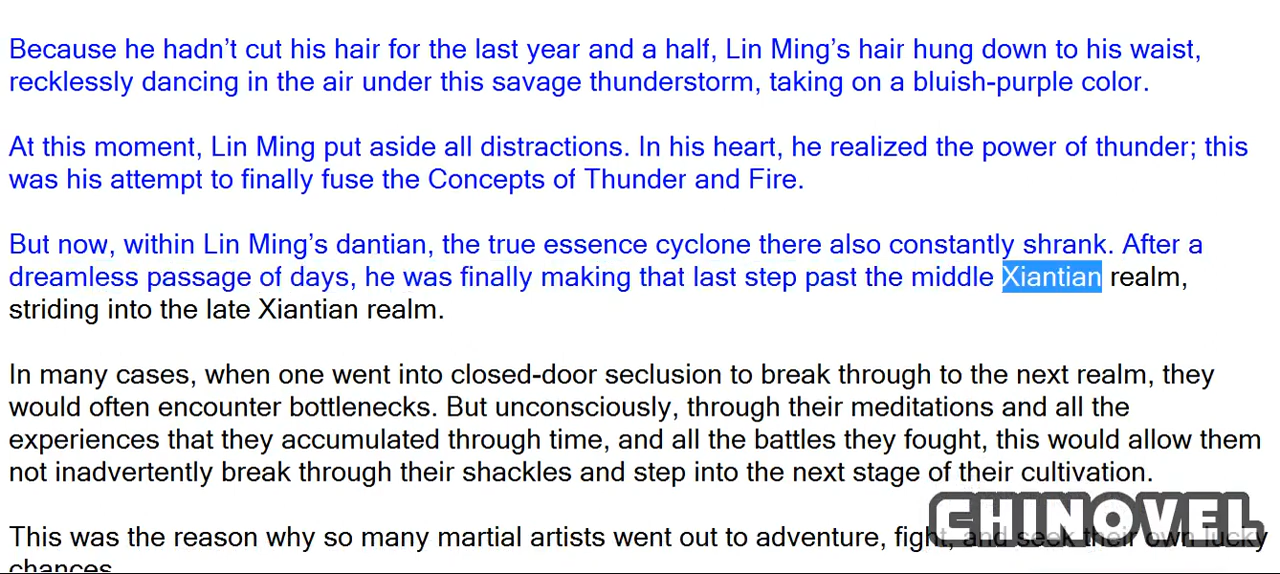 Because he hadn’t cut his hair for the last year and a half, Lin Ming’s hair hung down to his waist,
recklessly dancing in the air under this savage thunderstorm, taking on a bluish-purple color.
At this moment, Lin Ming put aside all distractions. In his heart, he realized the power of thunder; this
was his attempt to finally fuse the Concepts of Thunder and Fire.
But now, within Lin Ming’s dantian, the true essence cyclone there also constantly shrank. After a
dreamless passage of days, he was finally making that last step past the middle Xiantian realm,
striding into the late Xiantian realm.
In many cases, when one went into closed-door seclusion to break through to the next realm, they
would often encounter bottlenecks. But unconsciously, through their meditations and all the
experiences that they accumulated through time, and all the battles they fought, this would allow them
not inadvertently break through their shackles and step into the next stage of their cultivation.
This was the reason why so many martial artists went out to adventure, fight, and seek their own lucky
chances.
CHINOVEL